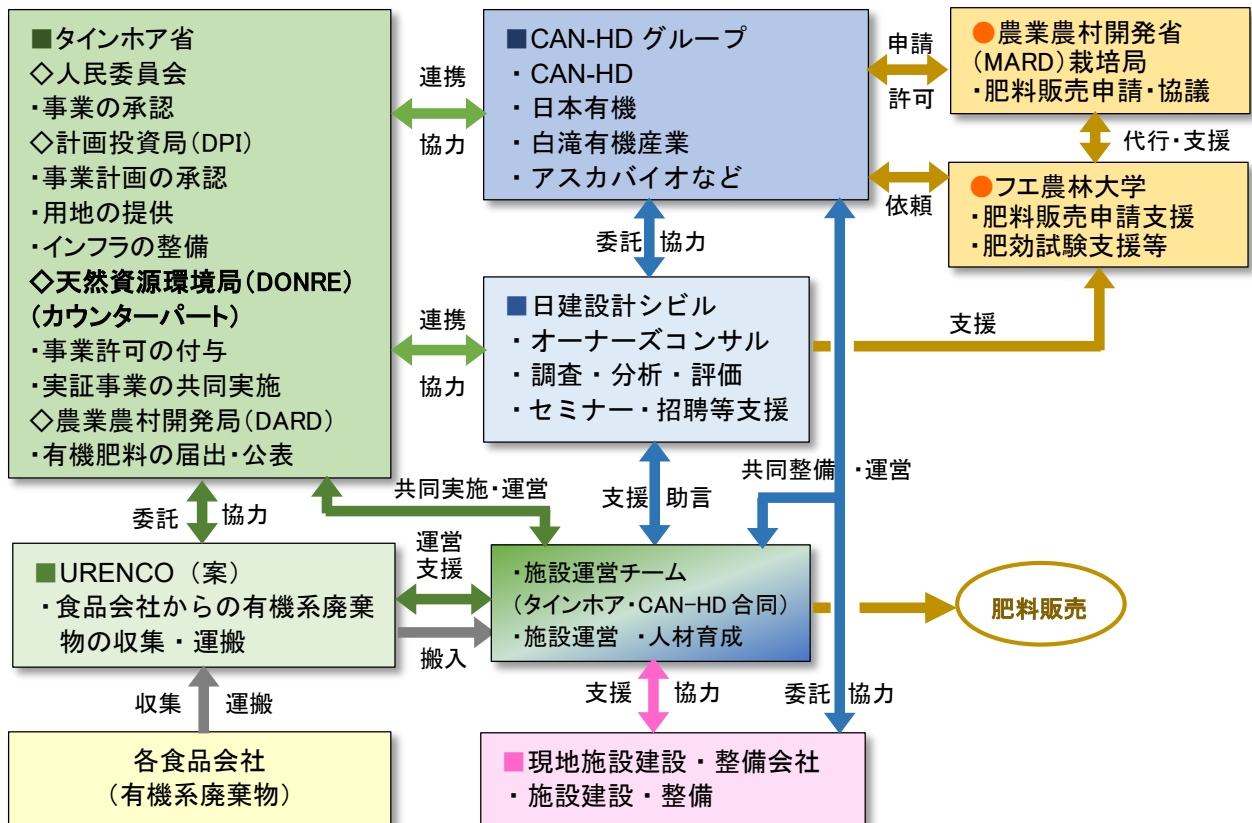 ■タインホア省
◇人民委員会
・事業の承認
◇計画投資局(DPI)
・事業計画の承認
・用地の提供
・インフラの整備
◇天然資源環境局(DONRE)
(カウンターパート)
・事業許可の付与
・実証事業の共同実施
◇農業農村開発局(DARD)
・有機肥料の届出・公表
連携
協力
連携
協力
■CAN-HD グループ
・CAN-HD
・日本有機
・白滝有機産業
・アスカバイオなど
申請
許可
依頼
●農業農村開発省
(MARD)栽培局
・肥料販売申請・協議
代行・支援
●フエ農林大学
・肥料販売申請支援
・肥効試験支援等
委託 協力
■日建設計シビル
・オーナーズコンサル
・調査・分析・評価
・セミナー・招聘等支援
支援
委託 協力
共同実施・運営
支援 助言
共同整備・運営
■URENCO(案)
・食品会社からの有機系廃棄
物の収集・運搬
運営
支援
搬入
・施設運営チーム
(タインホア・CAN-HD 合同)
・施設運営 ・人材育成
肥料販売
収集 運搬
支援 協力
委託 協力
各食品会社
(有機系廃棄物)
■現地施設建設・整備会社
・施設建設・整備